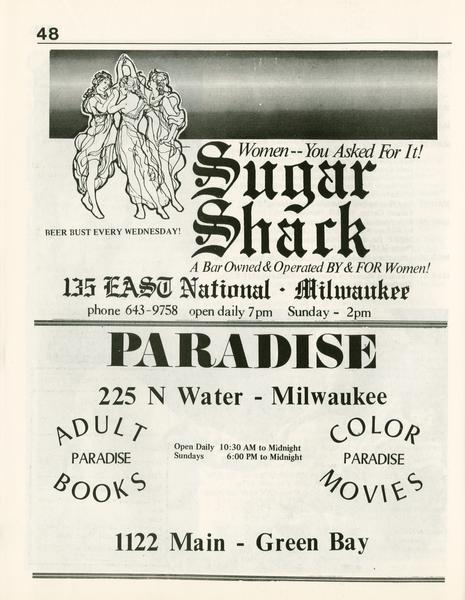 48
Women--You Asked For It!
Sugar
Shack
BEER BUST EVERY WEDNESDAY!
A Bar Owned & Operated BY & FOR Women!
135 EAST National · Milwaukee
phone 643-9758 open daily 7pm Sunday - 2pm
PARADISE
225 N Water - Milwaukee
ADULT
PARADISE
BOOKS
Open Daily 10:30 AM to Midnight
Sundays 6:00 PM to Midnight
COLOR
PARADISE
MOVIES
1122 Main - Green Bay